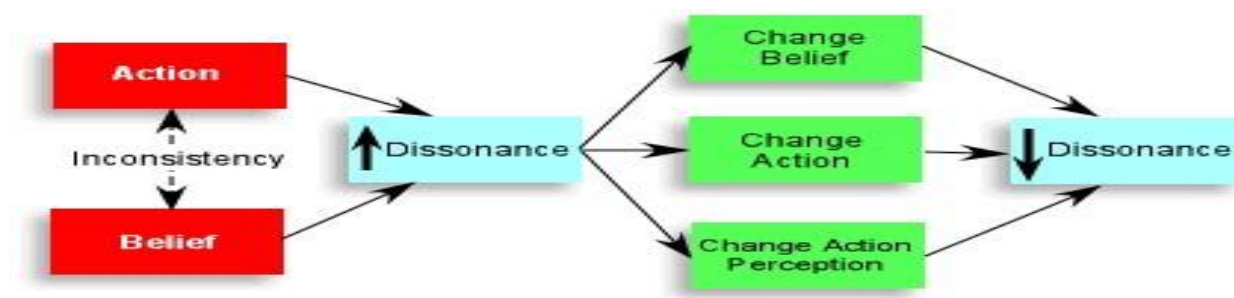 Action
Inconsistency
Belief
Dissonance
Change
Belief
Change
Action
Change Action
Perception
Dissonance